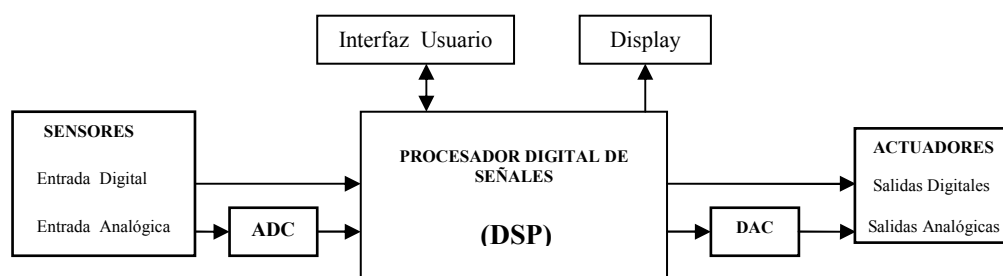 Interfaz Usuario
Display
SENSORES
Entrada Digital
Entrada Analógica
ADC
PROCESADOR DIGITAL DE
SEÑALES
(DSP)
DAC
ACTUADORES
Salidas Digitales
Salidas Analógicas